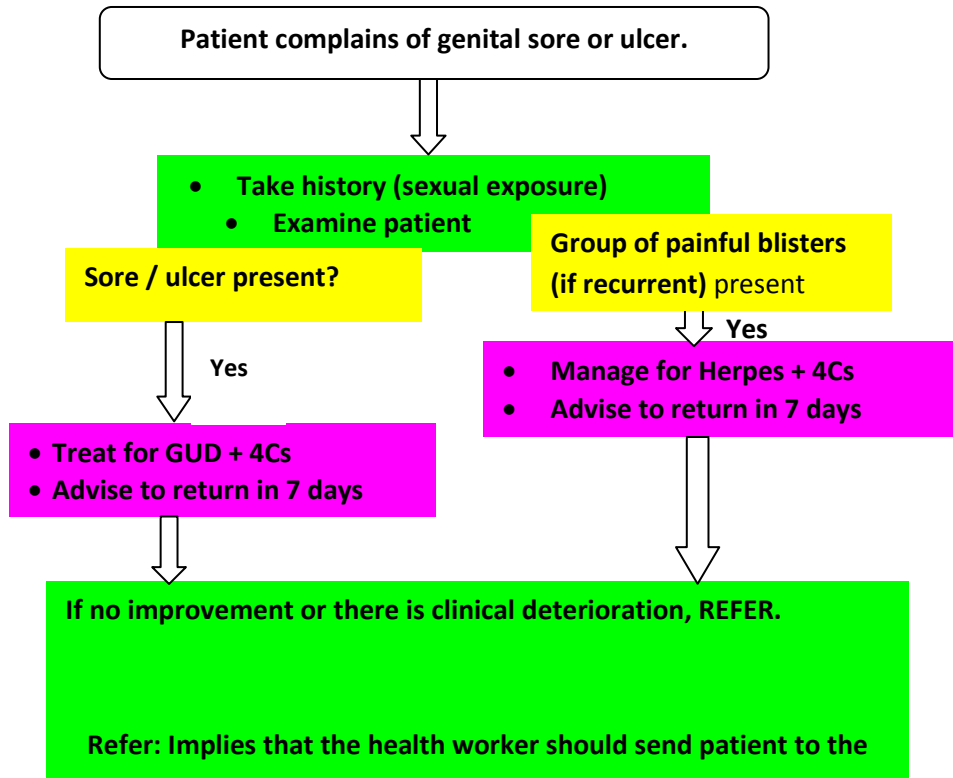 Patient complains of genital sore or ulcer.
• Take history (sexual exposure)
• Examine patient
Sore / ulcer present?
Group of painful blisters
(if recurrent) present
Yes
Yes
• Manage for Herpes + 4Cs
• Advise to return in 7 days
• Treat for GUD + 4Cs
• Advise to return in 7 days
If no improvement or there is clinical deterioration, REFER.
Refer: Implies that the health worker should send patient to the